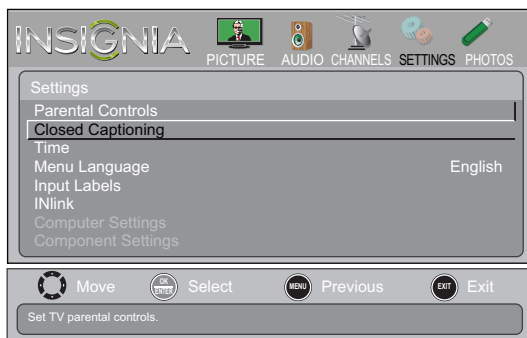 INSIGNIA
PICTURE AUDIO CHANNELS SETTINGS PHOTOS
Settings
Parental Controls
Closed Captioning
Time
Menu Language English
Input Labels
INlink
Computer Settings
Component Settings
Move OK ENTER Select MENU Previous EXIT Exit
Set TV parental controls.